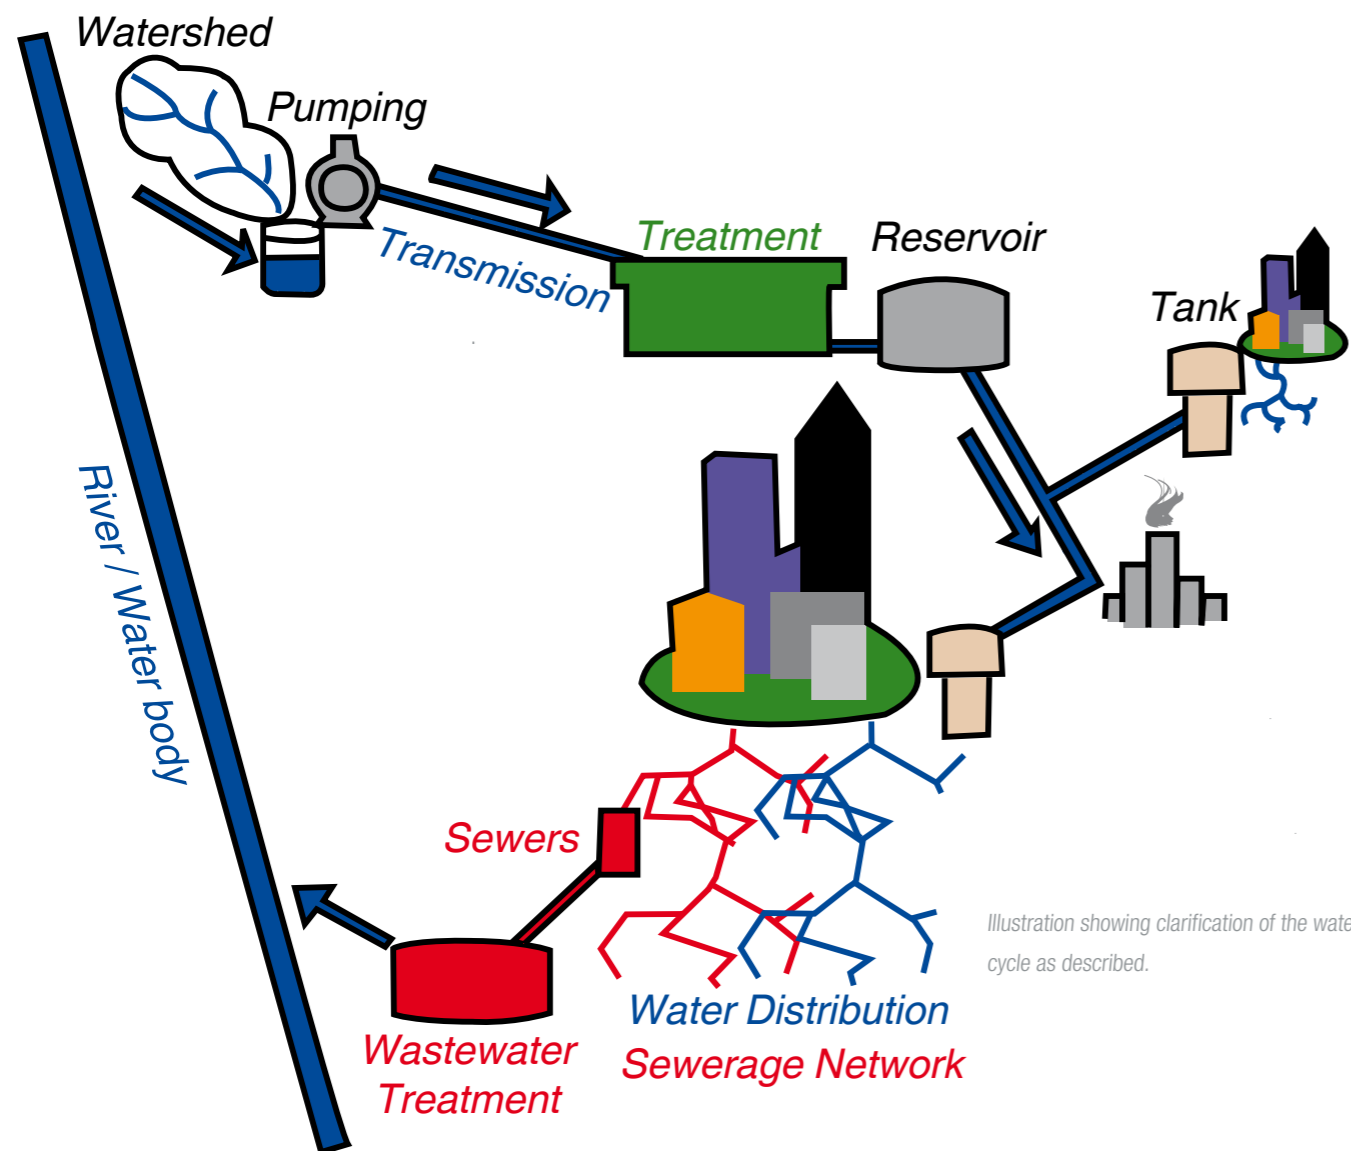 Watershed
Pumping
Transmission
Treatment
Reservoir
Tank
River / Water body
Sewers
Wastewater
Treatment
Water Distribution
Sewerage Network
Illustration showing clarification of the wate
cycle as described.